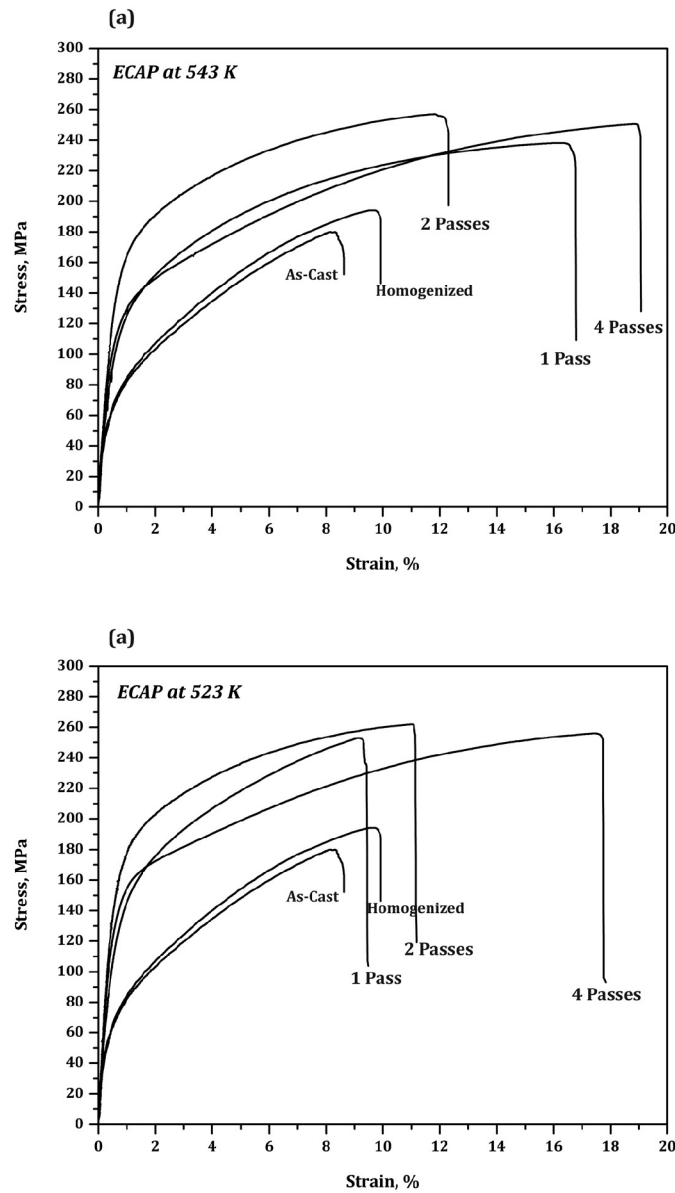 (a)
ECAP at 543 K
300
280
260
240
220
200
180
160
140
120
100
80
60
40
20
0
Stress, MPa
2 Passes
As-Cast
Homogenized
4 Passes
1 Pass
0 2 4 6 8 10 12 14 16 18 20
Strain, %
(a)
ECAP at 523 K
300
280
260
240
220
200
180
160
140
120
100
80
60
40
20
0
Stress, MPa
As-Cast
Homogenized
2 Passes
1 Pass
4 Passes
0 2 4 6 8 10 12 14 16 18 20
Strain, %